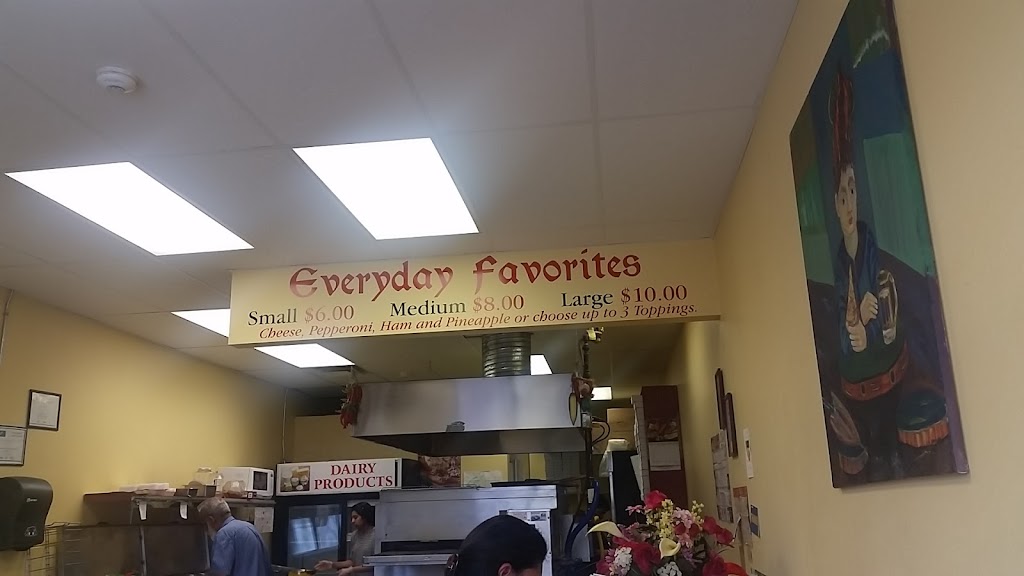 Everyday Favorites
Small $6.00 Medium $8.00 Large $10.00
Cheese, Pepperoni, Ham and Pineapple or choose up to 3 Toppings.
DAIRY
PRODUCTS